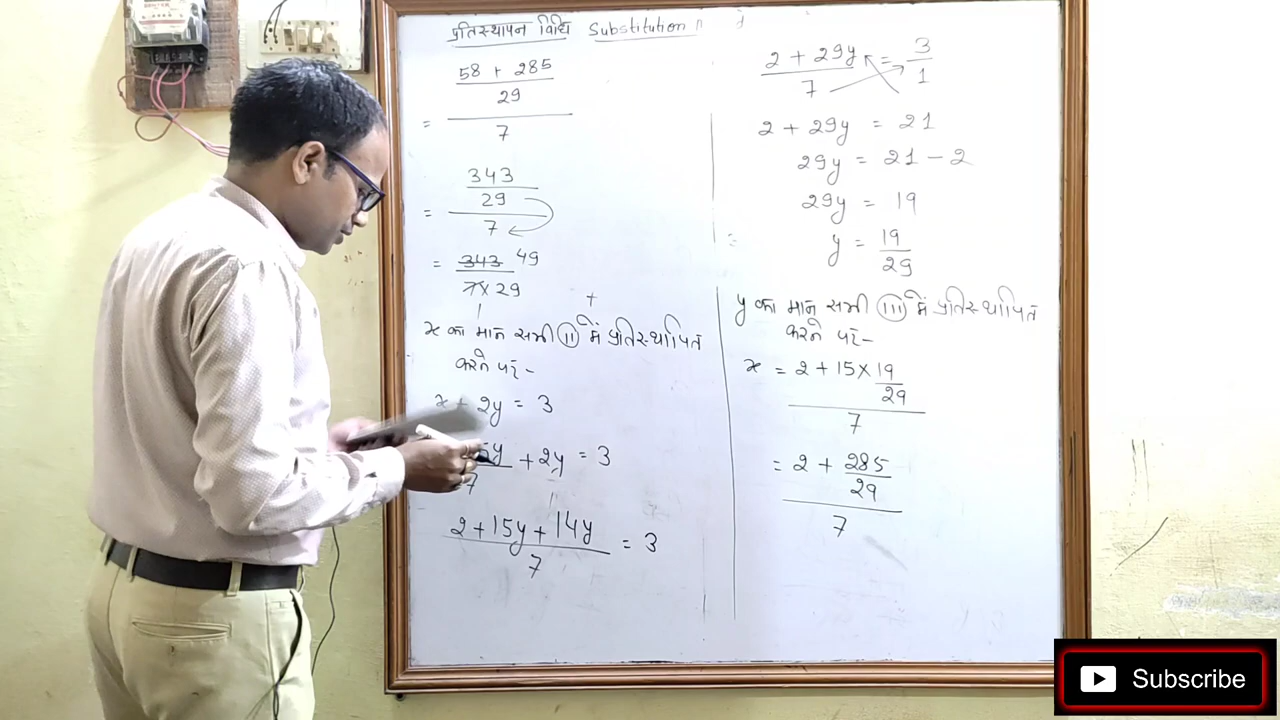 प्रतिस्थापन विधि Substitution
58 + 285
29
=
7
343
29
=
7
= 343 49
7 × 29
1
+
x का मान समी (II) में प्रतिस्थापित
करने पर -
x + 2y = 3
5y + 2y = 3
7
2 + 15y + 14y = 3
7
2 + 29y = 3
7 1
2 + 29y = 21
29y = 21 - 2
29y = 19
y = 19
29
y का मान समी (III) में प्रतिस्थापित
करने पर -
x = 2 + 15 × 19
29
7
= 2 + 285
29
7
Subscribe